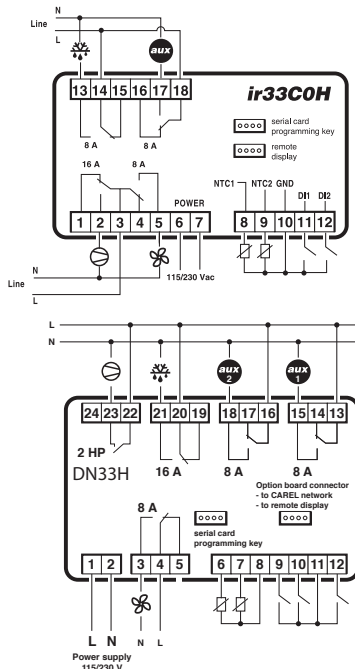 N
Line
L
aux
13 14 15 16 17 18
ir33C0H
8 A
8 A
serial card
programming key
remote
display
16 A
8 A
POWER
NTC1
NTC2 GND
DI1
DI2
1 2 3 4 5 6 7
8 9 10 11 12
N
Line
L
115/230 Vac
L
N
aux
2
aux
1
24 23 22
21 20 19
18 17 16
15 14 13
2 HP
DN33H
16 A
8 A
8 A
Option board connector
- to CAREL network
- to remote display
8 A
serial card
programming key
1 2
3 4 5
6 7 8 9 10 11 12
L N
N L
Power supply
115/230 V